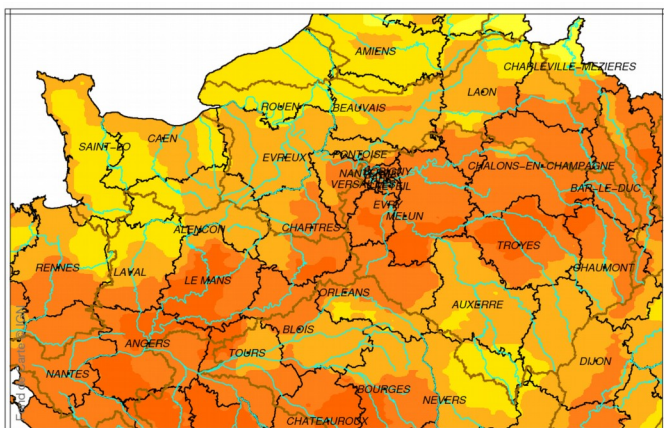 AMIENS
CHARLEVILLE-MEZIERES
LAON
ROUEN
BEAUVAIS
SAINT-LO
CAEN
EVREUX
PONTOISE
CHALONS-EN-CHAMPAGNE
BAR-LE-DUC
EVRY
MELUN
ALENCON
CHARTRES
TROYES
RENNES
LAVAL
LE MANS
CHAUMONT
ORLEANS
AUXERRE
BLOIS
ANGERS
TOURS
DIJON
NANTES
BOURGES
NEVERS
CHATEAUROUX